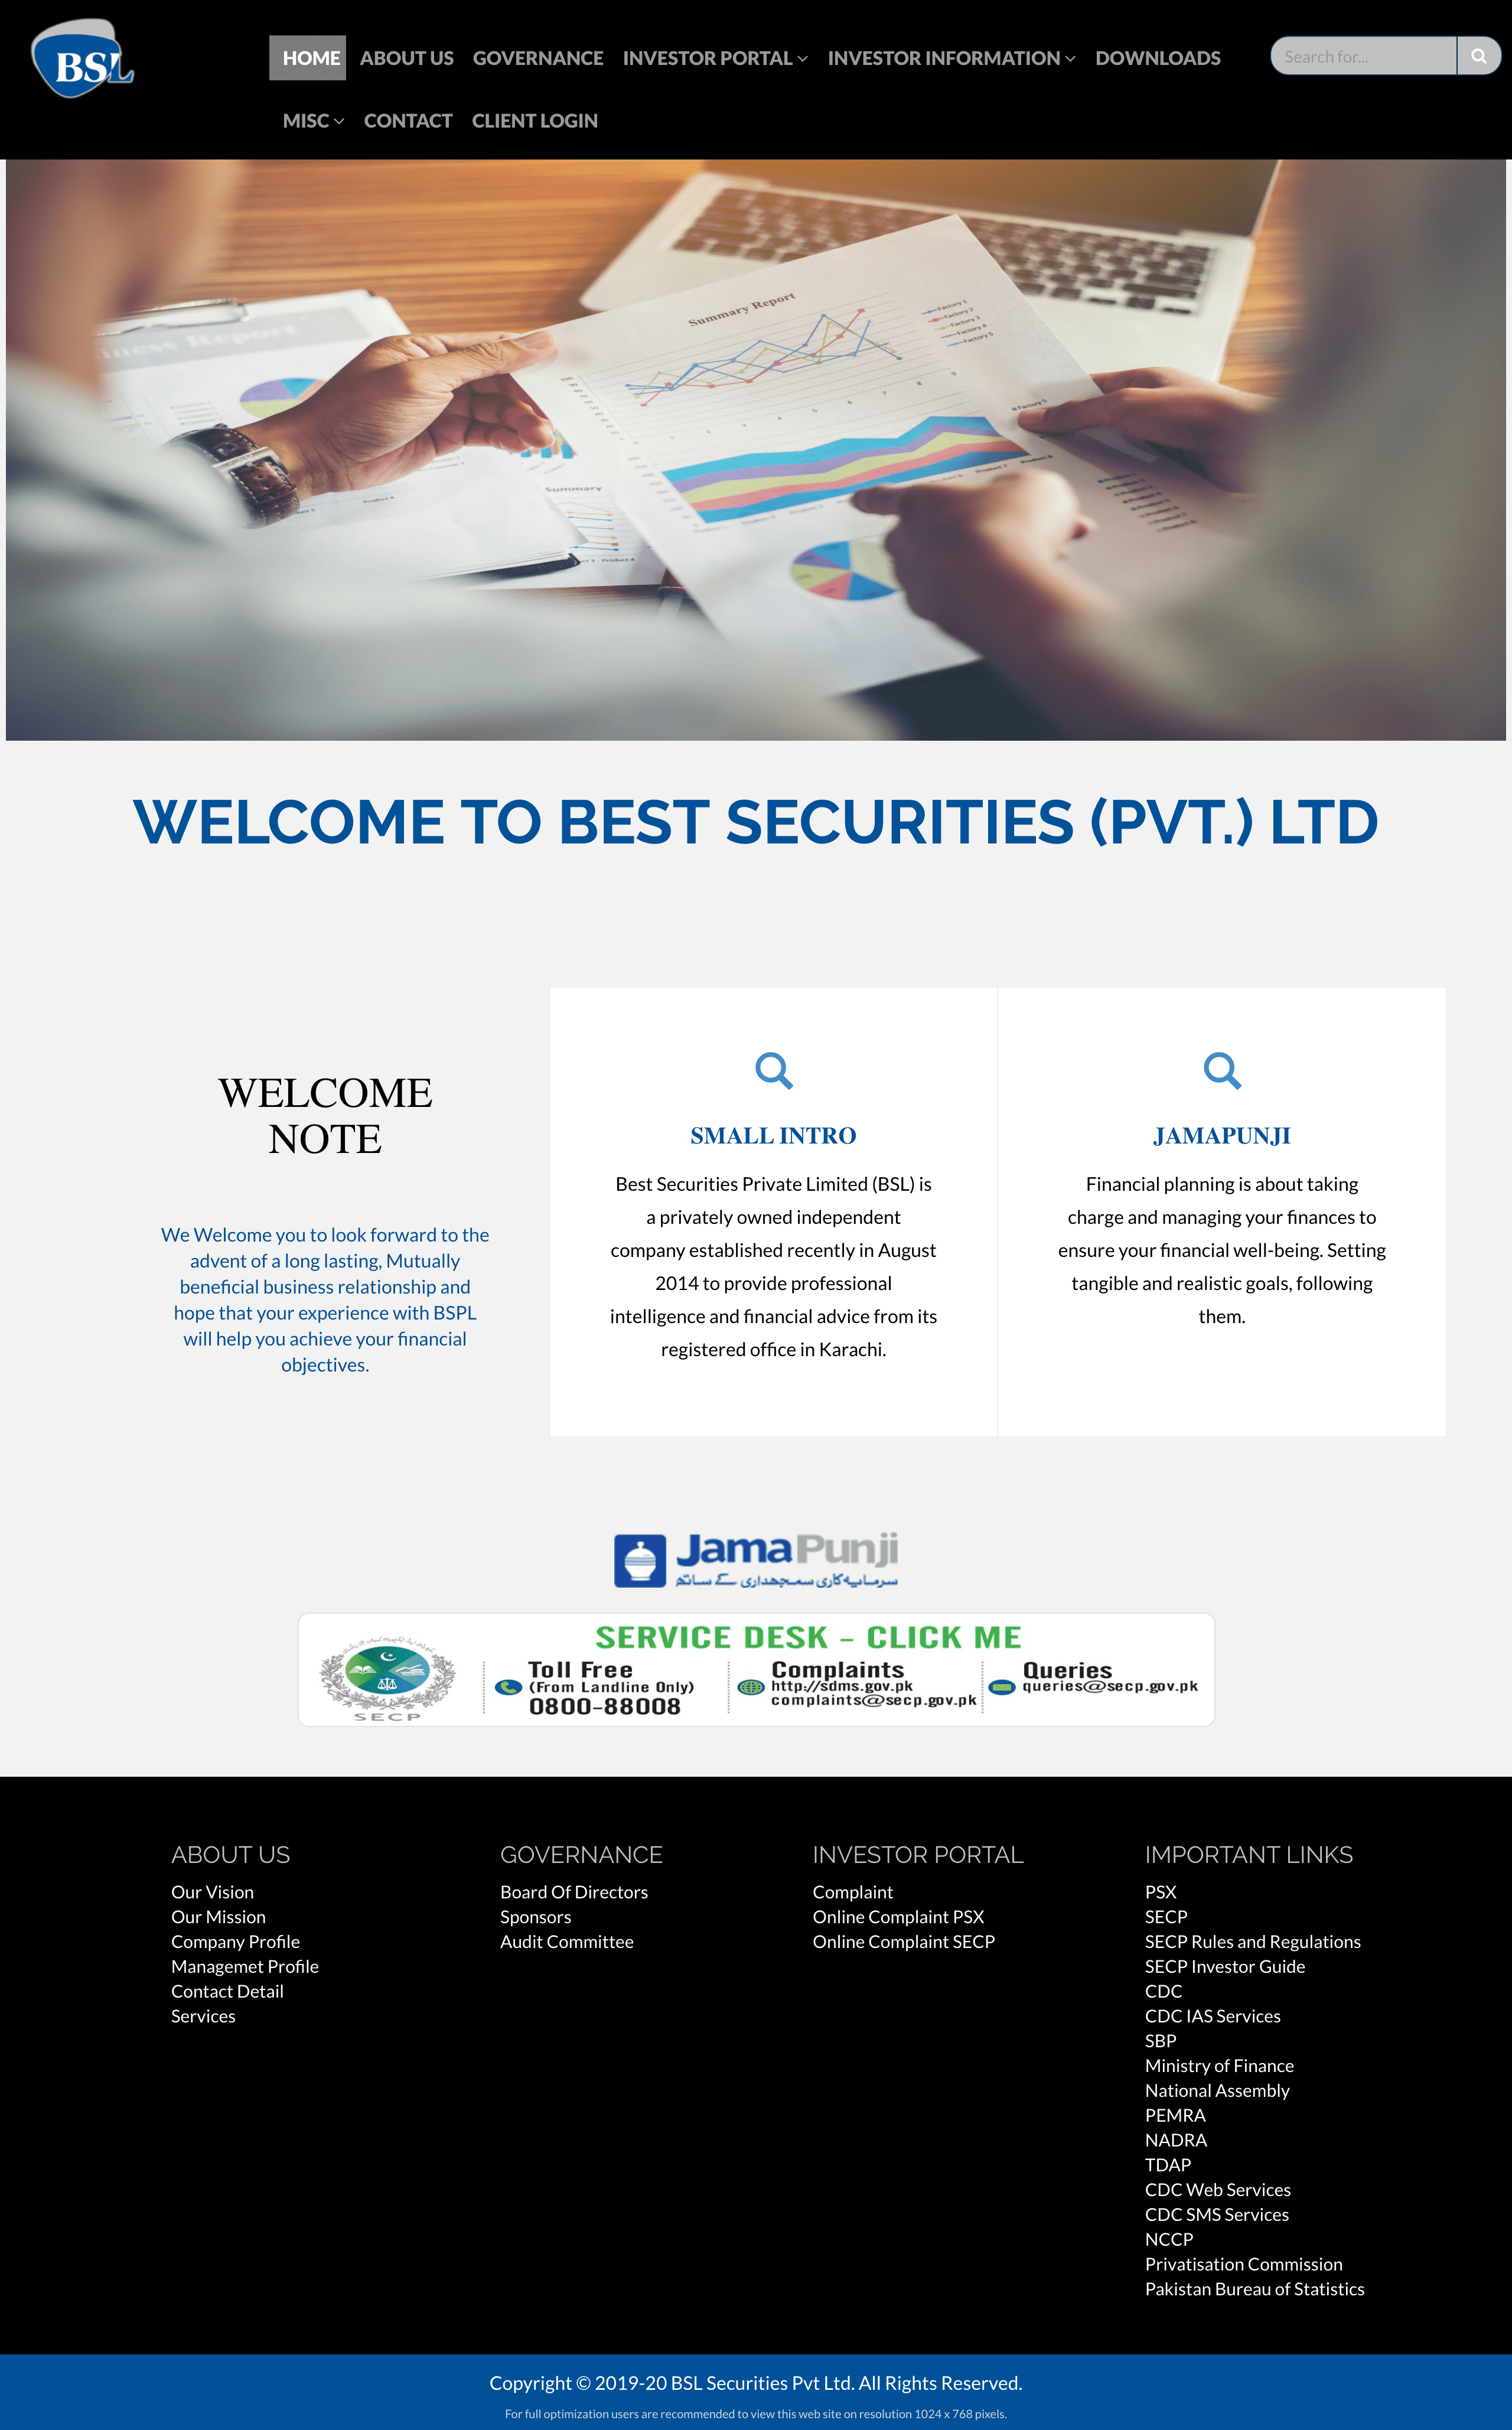 BSL
HOME ABOUT US GOVERNANCE INVESTOR PORTAL INVESTOR INFORMATION DOWNLOADS
Search for...
MISC CONTACT CLIENT LOGIN
Summary Report
Factory 1
Factory 2
Factory 3
Factory 4
Factory 5
Summary
WELCOME TO BEST SECURITIES (PVT.) LTD
WELCOME
NOTE
We Welcome you to look forward to the
advent of a long lasting, Mutually
beneficial business relationship and
hope that your experience with BSPL
will help you achieve your financial
objectives.
SMALL INTRO
Best Securities Private Limited (BSL) is
a privately owned independent
company established recently in August
2014 to provide professional
intelligence and financial advice from its
registered office in Karachi.
JAMAPUNJI
Financial planning is about taking
charge and managing your finances to
ensure your financial well-being. Setting
tangible and realistic goals, following
them.
JamaPunji
سرمایہ کاری سمجھداری کے ساتھ
SERVICE DESK - CLICK ME
SECP
Toll Free
(From Landline Only)
0800-88008
Complaints
http://sdms.gov.pk
complaints@secp.gov.pk
Queries
queries@secp.gov.pk
ABOUT US
Our Vision
Our Mission
Company Profile
Managemet Profile
Contact Detail
Services
GOVERNANCE
Board Of Directors
Sponsors
Audit Committee
INVESTOR PORTAL
Complaint
Online Complaint PSX
Online Complaint SECP
IMPORTANT LINKS
PSX
SECP
SECP Rules and Regulations
SECP Investor Guide
CDC
CDC IAS Services
SBP
Ministry of Finance
National Assembly
PEMRA
NADRA
TDAP
CDC Web Services
CDC SMS Services
NCCP
Privatisation Commission
Pakistan Bureau of Statistics
Copyright © 2019-20 BSL Securities Pvt Ltd. All Rights Reserved.
For full optimization users are recommended to view this web site on resolution 1024 x 768 pixels.